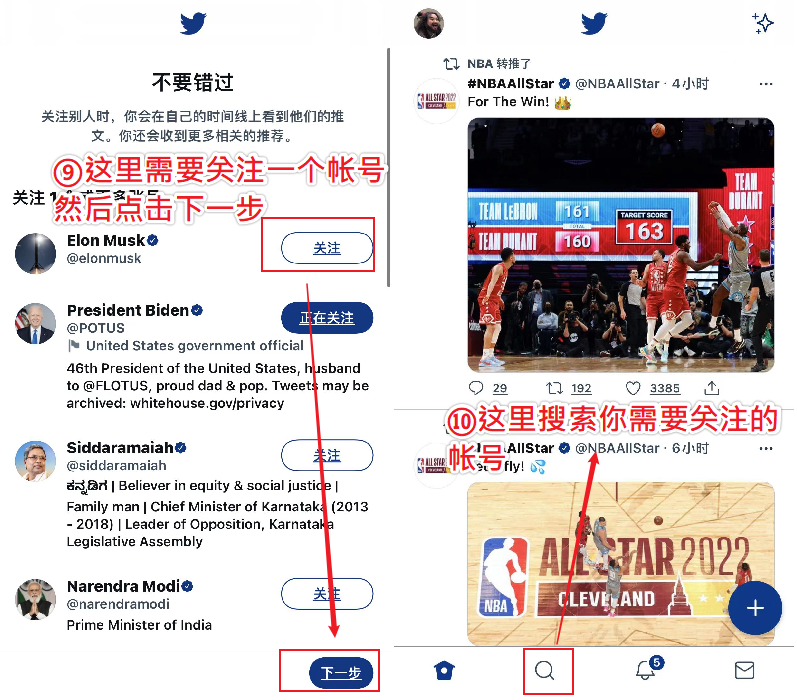 不要错过
关注别人时，你会在自己的时间线上看到他们的推
文。你还会收到更多相关的推荐。
⑨这里需要关注一个帐号
然后点击下一步
关注 1
Elon Musk
@elonmusk
关注
President Biden
@POTUS
正在关注
United States government official
46th President of the United States, husband
to @FLOTUS, proud dad & pop. Tweets may be
archived: whitehouse.gov/privacy
Siddaramaiah
@siddaramaiah
关注
ಕನ್ನಡಿಗ | Believer in equity & social justice |
Family man | Chief Minister of Karnataka (2013
- 2018) | Leader of Opposition, Karnataka
Legislative Assembly
Narendra Modi
@narendramodi
关注
Prime Minister of India
下一步
NBA 转推了
#NBAAllStar @NBAAllStar · 4小时
For The Win!
ALL STAR 2022
TEAM LEBRON 161
TOTAL
TEAM DURANT 160
TARGET SCORE
163
TEAM
DURANT
29 192 3385
⑩这里搜索你需要关注的
帐号
AllStar @NBAAllStar · 6小时
fly!
ALL STAR 2022
NBA
CLEVELAND
5